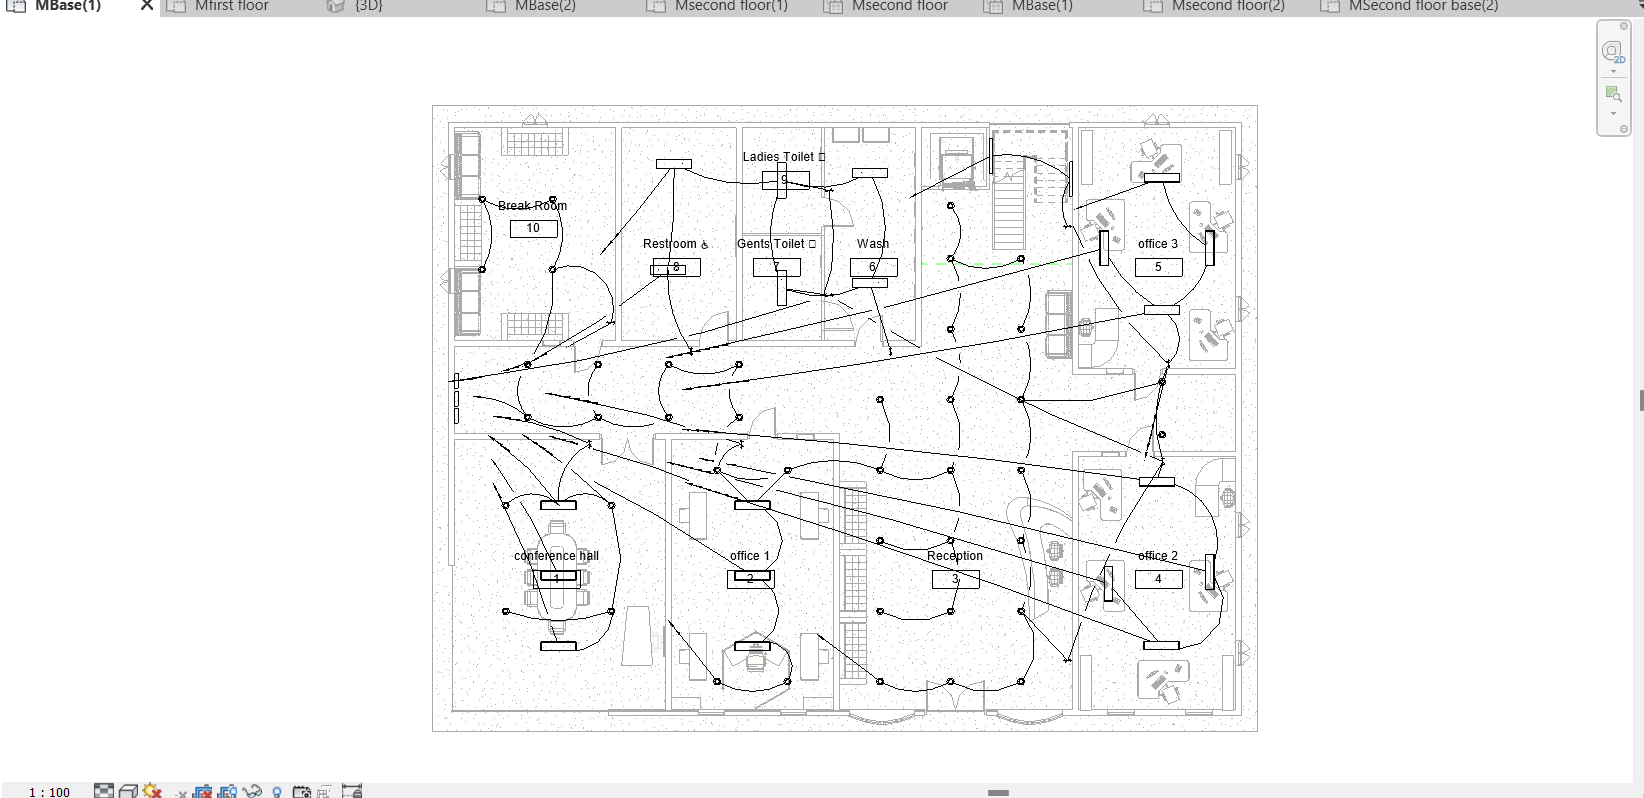 MBase(1)
Mfirst floor
{3D}
MBase(2)
Msecond floor(1)
Msecond floor
MBase(1)
Msecond floor(2)
MSecond floor base(2)
2D
Ladies Toilet
9
Break Room
10
Restroom ♿
8
Gents Toilet
7
Wash
6
office 3
5
conference hall
1
office 1
2
Reception
3
office 2
4
1 : 100